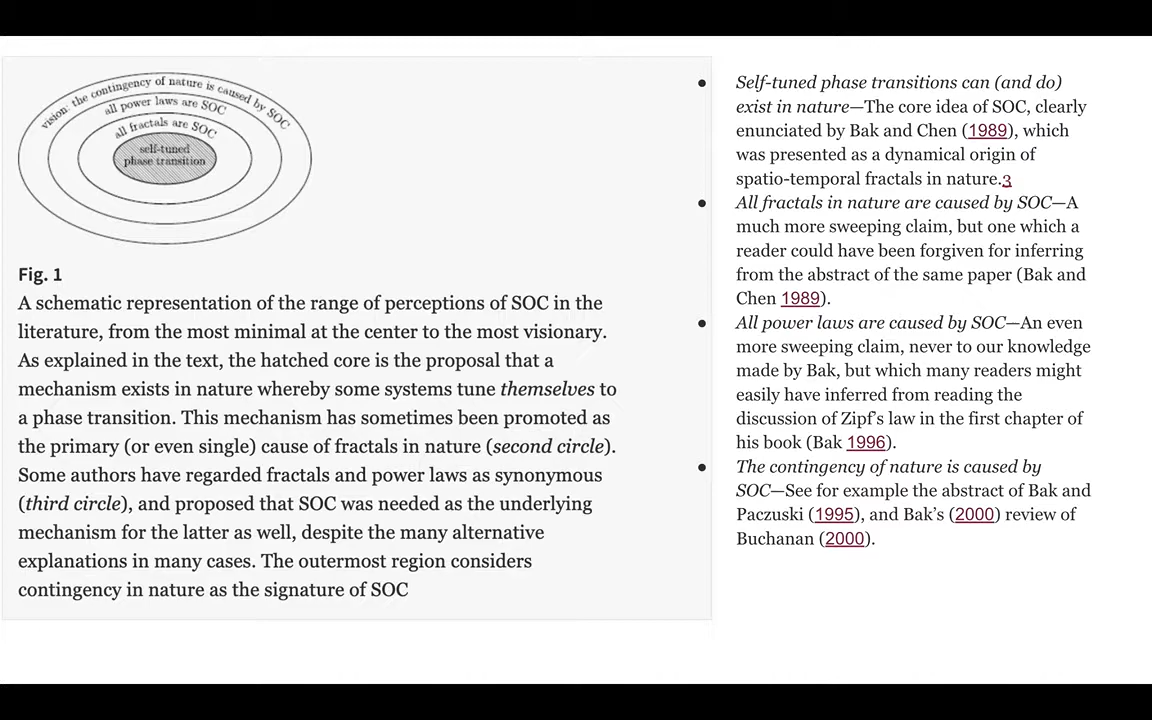 vision: the contingency of nature is caused by SOC
all power laws are SOC
all fractals are SOC
self-tuned
phase transition
Fig. 1
A schematic representation of the range of perceptions of SOC in the
literature, from the most minimal at the center to the most visionary.
As explained in the text, the hatched core is the proposal that a
mechanism exists in nature whereby some systems tune themselves to
a phase transition. This mechanism has sometimes been promoted as
the primary (or even single) cause of fractals in nature (second circle).
Some authors have regarded fractals and power laws as synonymous
(third circle), and proposed that SOC was needed as the underlying
mechanism for the latter as well, despite the many alternative
explanations in many cases. The outermost region considers
contingency in nature as the signature of SOC
• Self-tuned phase transitions can (and do)
exist in nature—The core idea of SOC, clearly
enunciated by Bak and Chen (1989), which
was presented as a dynamical origin of
spatio-temporal fractals in nature.3
• All fractals in nature are caused by SOC—A
much more sweeping claim, but one which a
reader could have been forgiven for inferring
from the abstract of the same paper (Bak and
Chen 1989).
• All power laws are caused by SOC—An even
more sweeping claim, never to our knowledge
made by Bak, but which many readers might
easily have inferred from reading the
discussion of Zipf's law in the first chapter of
his book (Bak 1996).
• The contingency of nature is caused by
SOC—See for example the abstract of Bak and
Paczuski (1995), and Bak's (2000) review of
Buchanan (2000).